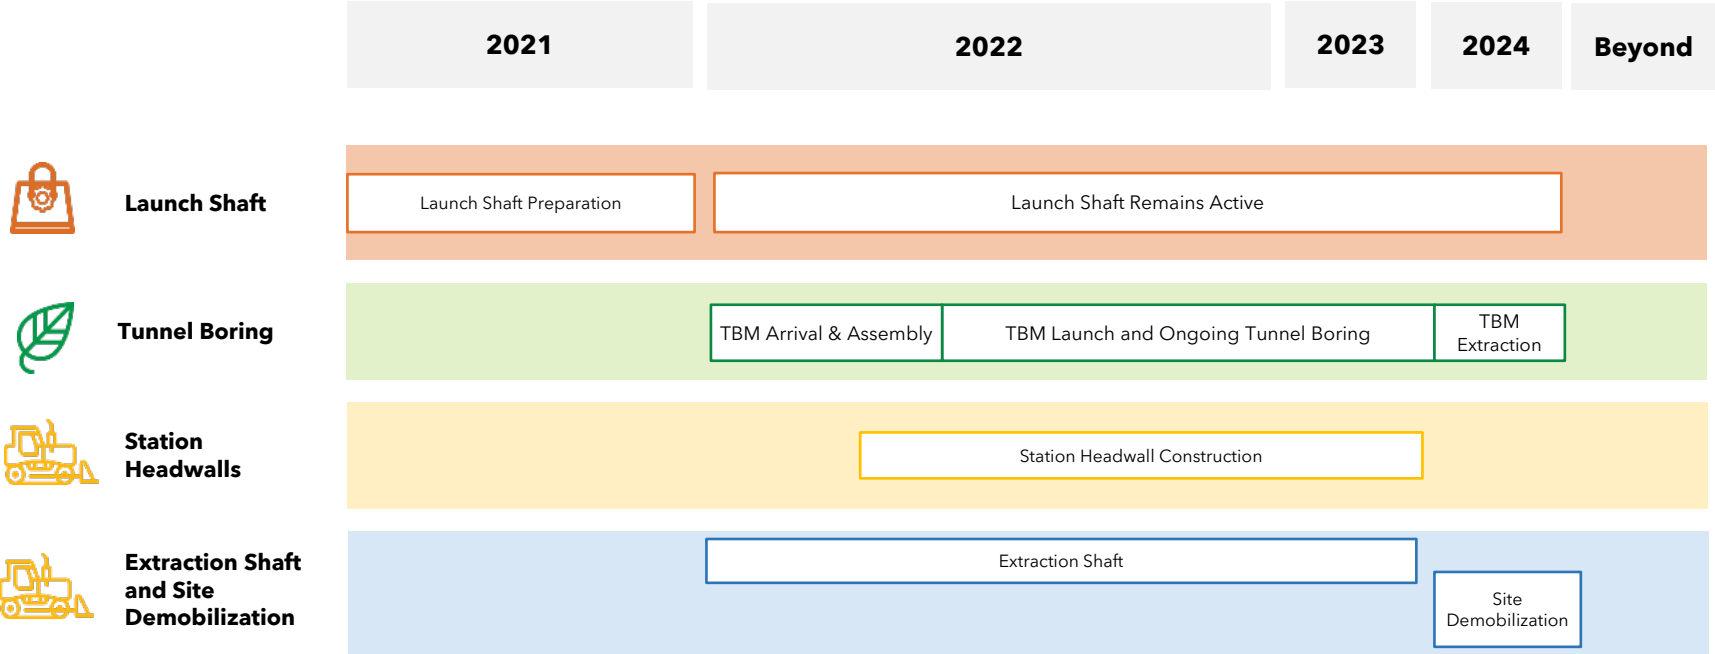 2021
2022
2023
2024
Beyond
Launch Shaft
Launch Shaft Preparation
Launch Shaft Remains Active
Tunnel Boring
TBM Arrival & Assembly
TBM Launch and Ongoing Tunnel Boring
TBM
Extraction
Station
Headwalls
Station Headwall Construction
Extraction Shaft
and Site
Demobilization
Extraction Shaft
Site
Demobilization